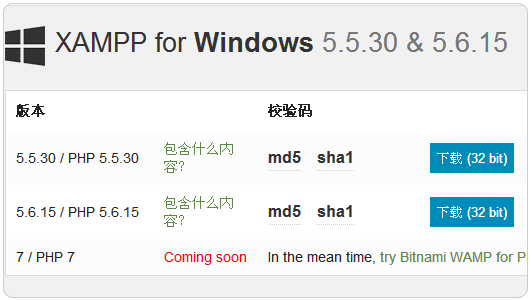 XAMPP for Windows 5.5.30 & 5.6.15
版本 校验码
5.5.30 / PHP 5.5.30 包含什么内容? md5 sha1 下载 (32 bit)
5.6.15 / PHP 5.6.15 包含什么内容? md5 sha1 下载 (32 bit)
7 / PHP 7 Coming soon In the mean time, try Bitnami WAMP for P